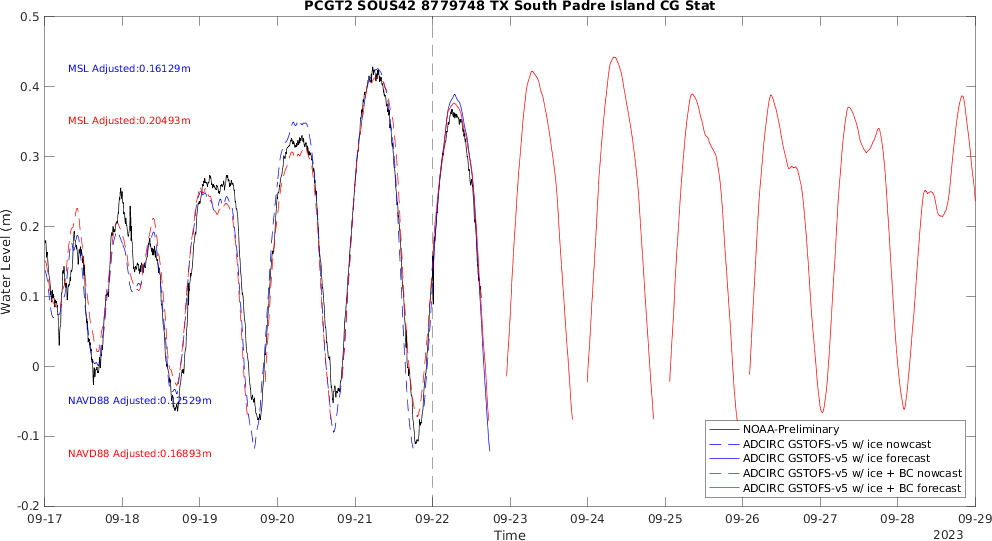 PCGT2 SOUS42 8779748 TX South Padre Island CG Stat
0.5
0.4
0.3
0.2
0.1
0
-0.1
-0.2
Water Level (m)
MSL Adjusted:0.16129m
MSL Adjusted:0.20493m
NAVD88 Adjusted:0.12529m
NAVD88 Adjusted:0.16893m
NOAA-Preliminary
ADCIRC GSTOFS-v5 w/ ice nowcast
ADCIRC GSTOFS-v5 w/ ice forecast
ADCIRC GSTOFS-v5 w/ ice + BC nowcast
ADCIRC GSTOFS-v5 w/ ice + BC forecast
09-17 09-18 09-19 09-20 09-21 09-22 09-23 09-24 09-25 09-26 09-27 09-28 09-29
Time
2023